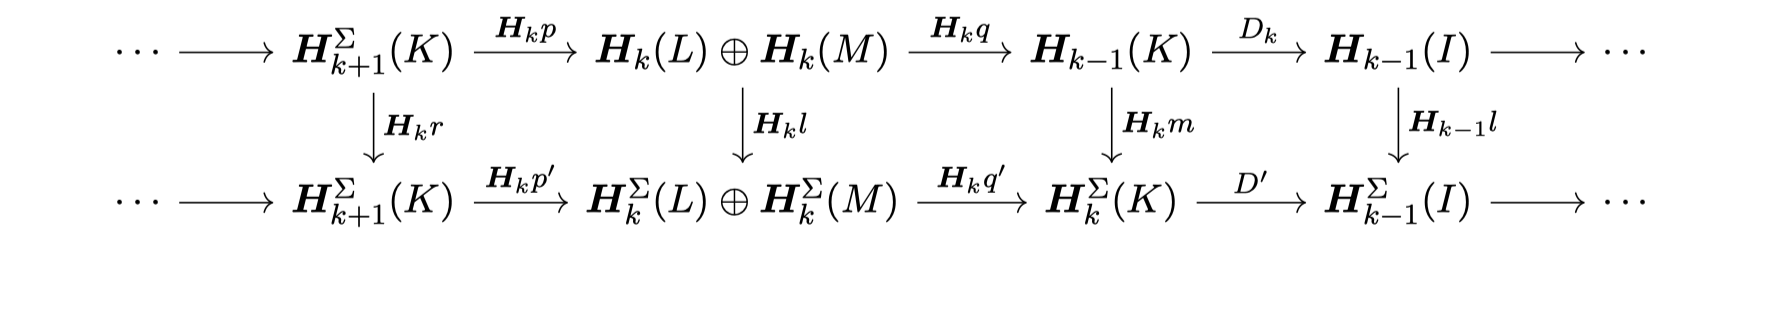 ⋯ ⟶ 𝑯^Σ_{k+1}(K) ⟶^{𝑯_k p} 𝑯_k(L) ⊕ 𝑯_k(M) ⟶^{𝑯_k q} 𝑯_{k−1}(K) ⟶^{D_k} 𝑯_{k−1}(I) ⟶ ⋯
↓ 𝑯_k r ↓ 𝑯_k l ↓ 𝑯_k m ↓ 𝑯_{k−1} l
⋯ ⟶ 𝑯^Σ_{k+1}(K) ⟶^{𝑯_k p′} 𝑯^Σ_k(L) ⊕ 𝑯^Σ_k(M) ⟶^{𝑯_k q′} 𝑯^Σ_k(K) ⟶^{D′} 𝑯^Σ_{k−1}(I) ⟶ ⋯